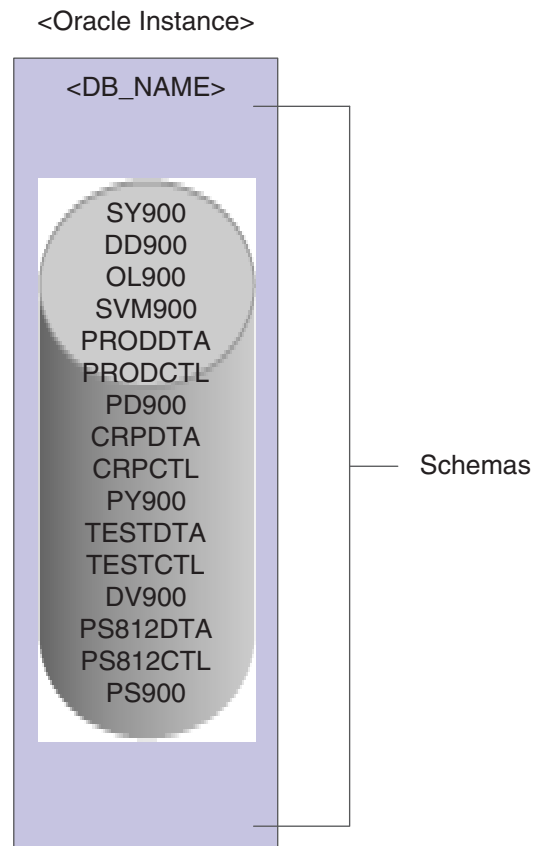 <Oracle Instance>
<DB_NAME>
SY900
DD900
OL900
SVM900
PRODDTA
PRODCTL
PD900
CRPDTA
CRPCTL
Schemas
PY900
TESTDTA
TESTCTL
DV900
PS812DTA
PS812CTL
PS900